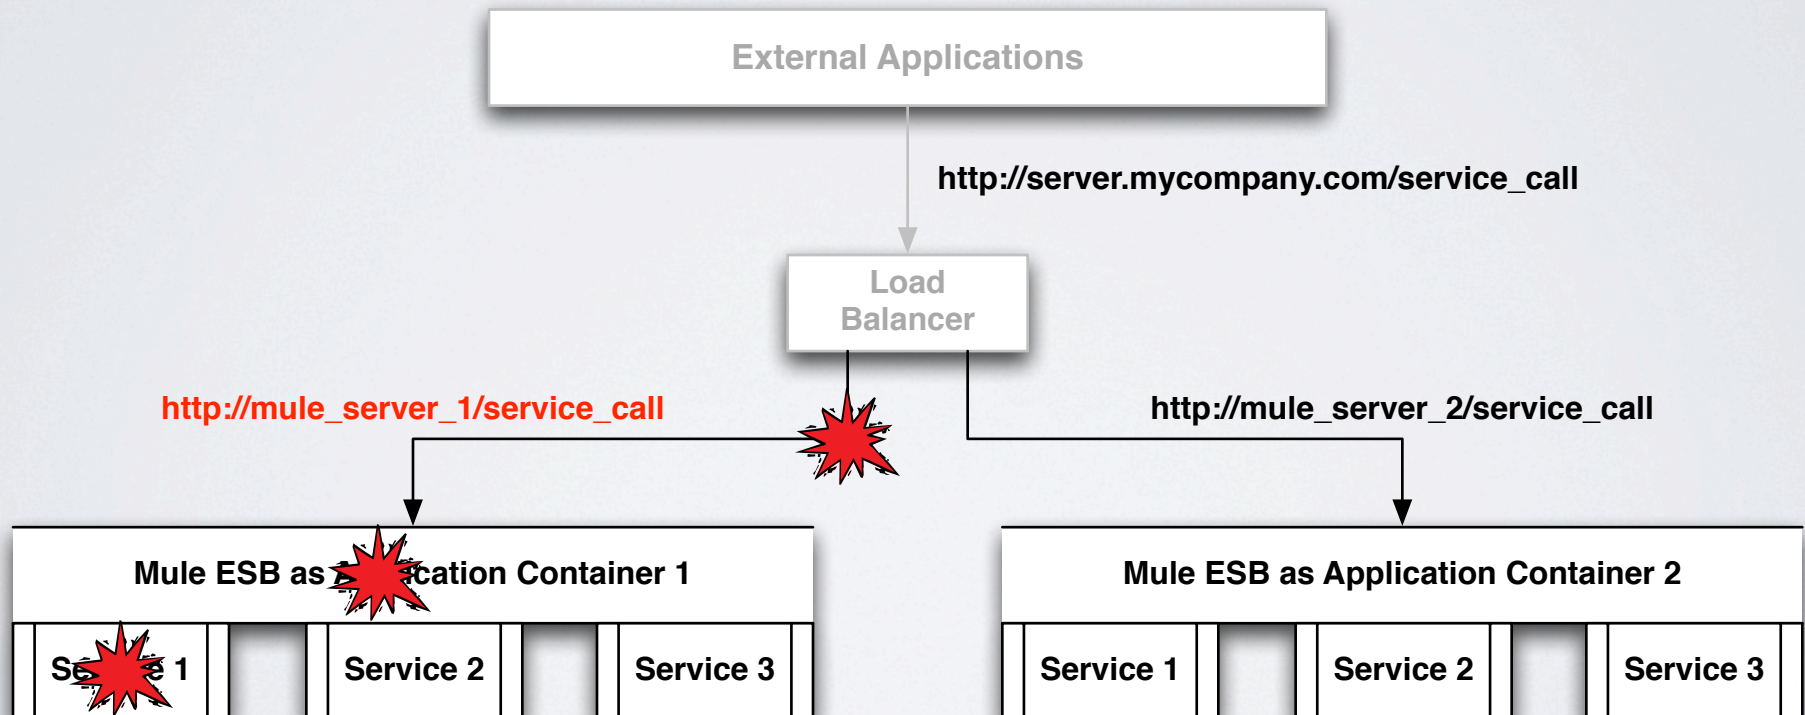 External Applications
http://server.mycompany.com/service_call
Load
Balancer
http://mule_server_1/service_call
http://mule_server_2/service_call
Mule ESB as cation Container 1
Mule ESB as Application Container 2
Service 2
Service 3
Service 1
Service 2
Service 3